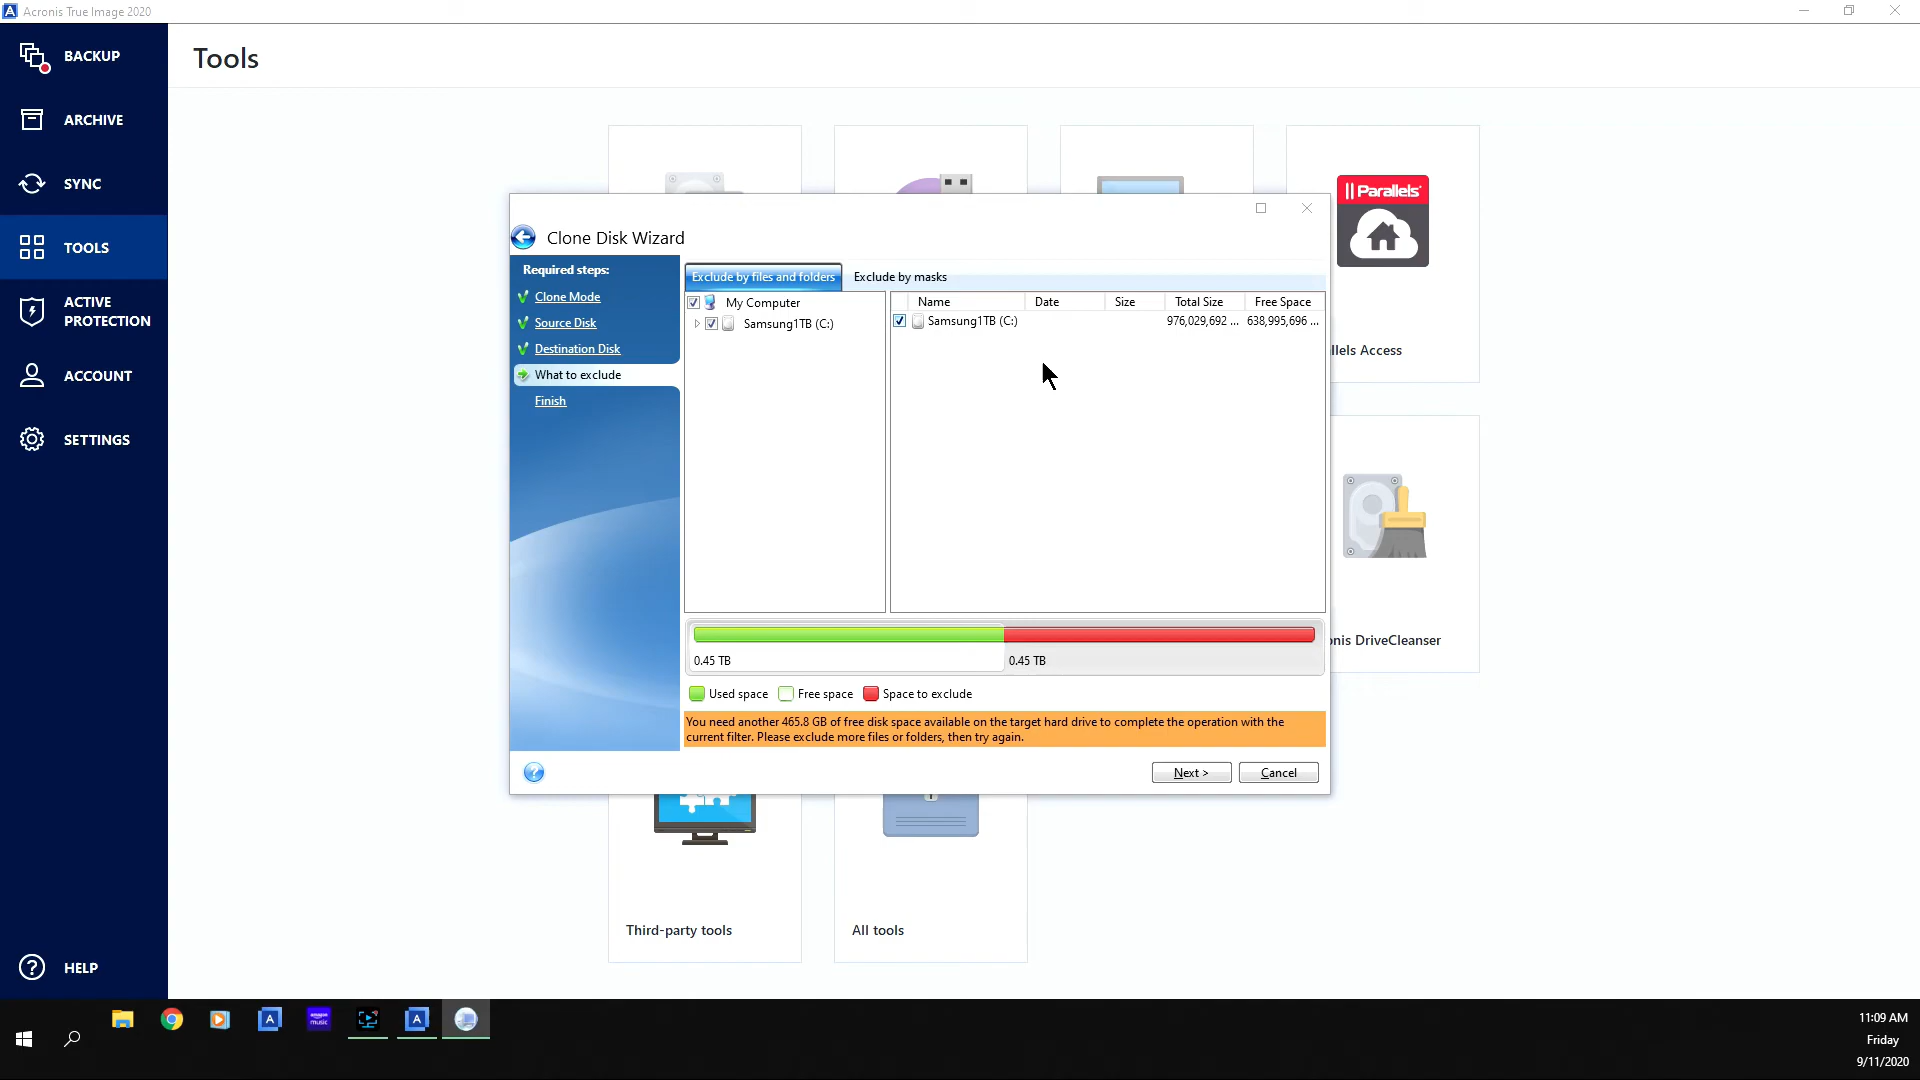 Acronis True Image 2020
BACKUP
ARCHIVE
SYNC
TOOLS
ACTIVE
PROTECTION
ACCOUNT
SETTINGS
HELP
Tools
Parallels
llels Access
nis DriveCleanser
Third-party tools
All tools
Clone Disk Wizard
Required steps:
Clone Mode
Source Disk
Destination Disk
What to exclude
Finish
Exclude by files and folders
Exclude by masks
My Computer
Samsung1TB (C:)
Name Date Size Total Size Free Space
Samsung1TB (C:) 976,029,692 ... 638,995,696 ...
0.45 TB 0.45 TB
Used space Free space Space to exclude
You need another 465.8 GB of free disk space available on the target hard drive to complete the operation with the
current filter. Please exclude more files or folders, then try again.
Next > Cancel
amazon
music
11:09 AM
Friday
9/11/2020